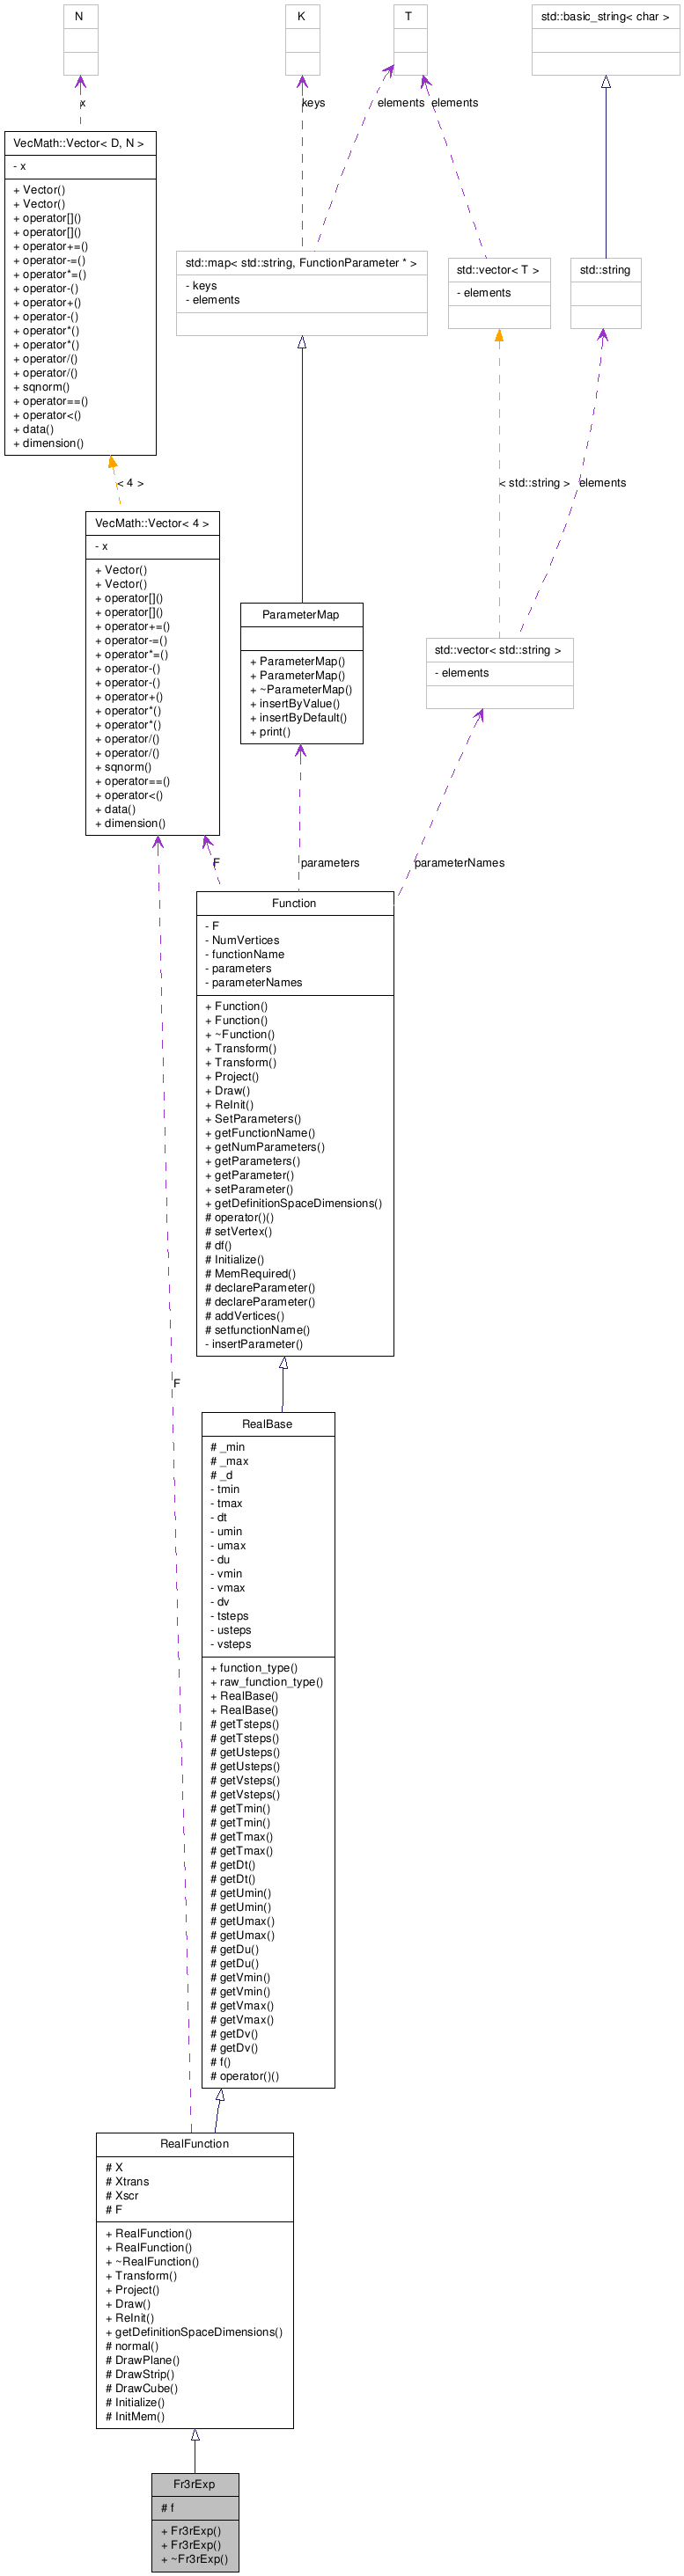 N
K
T
std::basic_string< char >
x
keys
elements
elements
VecMath::Vector< D, N >
- x
+ Vector()
+ Vector()
+ operator[]()
+ operator[]()
+ operator+=()
+ operator-=()
+ operator*=()
+ operator-()
+ operator+()
+ operator-()
+ operator*()
+ operator*()
+ operator/()
+ operator/()
+ sqnorm()
+ operator==()
+ operator<()
+ data()
+ dimension()
std::map< std::string, FunctionParameter * >
- keys
- elements
std::vector< T >
- elements
std::string
< 4 >
< std::string >
elements
VecMath::Vector< 4 >
- x
+ Vector()
+ Vector()
+ operator[]()
+ operator[]()
+ operator+=()
+ operator-=()
+ operator*=()
+ operator-()
+ operator-()
+ operator+()
+ operator*()
+ operator*()
+ operator/()
+ operator/()
+ sqnorm()
+ operator==()
+ operator<()
+ data()
+ dimension()
ParameterMap
+ ParameterMap()
+ ParameterMap()
+ ~ParameterMap()
+ insertByValue()
+ insertByDefault()
+ print()
std::vector< std::string >
- elements
F
parameters
parameterNames
Function
- F
- NumVertices
- functionName
- parameters
- parameterNames
+ Function()
+ Function()
+ ~Function()
+ Transform()
+ Transform()
+ Project()
+ Draw()
+ ReInit()
+ SetParameters()
+ getFunctionName()
+ getNumParameters()
+ getParameters()
+ getParameter()
+ setParameter()
+ getDefinitionSpaceDimensions()
# operator()()
# setVertex()
# df()
# Initialize()
# MemRequired()
# declareParameter()
# declareParameter()
# addVertices()
# setfunctionName()
- insertParameter()
F
RealBase
# _min
# _max
# _d
- tmin
- tmax
- dt
- umin
- umax
- du
- vmin
- vmax
- dv
- tsteps
- usteps
- vsteps
+ function_type()
+ raw_function_type()
+ RealBase()
+ RealBase()
# getTsteps()
# getTsteps()
# getUsteps()
# getUsteps()
# getVsteps()
# getVsteps()
# getTmin()
# getTmin()
# getTmax()
# getTmax()
# getDt()
# getDt()
# getUmin()
# getUmin()
# getUmax()
# getUmax()
# getDu()
# getDu()
# getVmin()
# getVmin()
# getVmax()
# getVmax()
# getDv()
# getDv()
# f()
# operator()()
RealFunction
# X
# Xtrans
# Xscr
# F
+ RealFunction()
+ RealFunction()
+ ~RealFunction()
+ Transform()
+ Project()
+ Draw()
+ ReInit()
+ getDefinitionSpaceDimensions()
# normal()
# DrawPlane()
# DrawStrip()
# DrawCube()
# Initialize()
# InitMem()
Fr3rExp
# f
+ Fr3rExp()
+ Fr3rExp()
+ ~Fr3rExp()